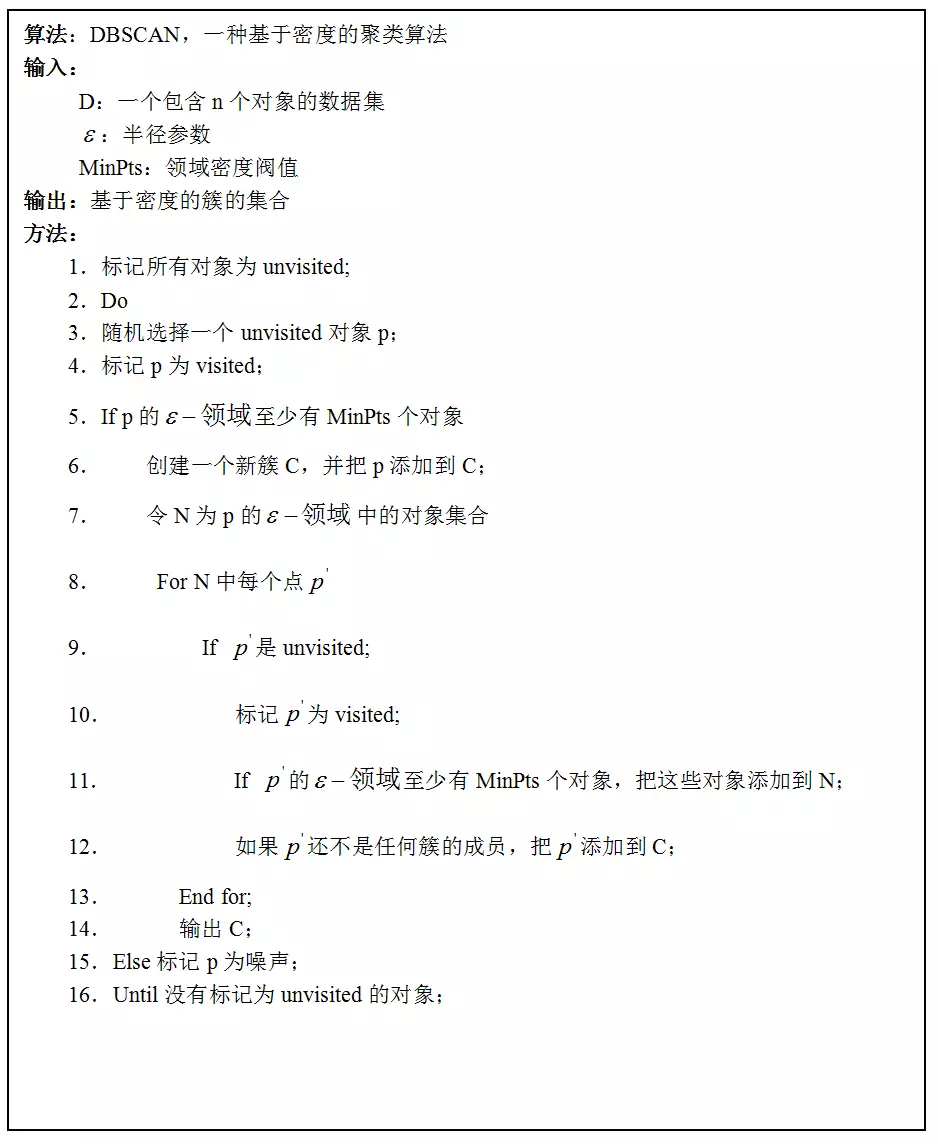 算法：DBSCAN，一种基于密度的聚类算法
输入：
D：一个包含 n 个对象的数据集
ε：半径参数
MinPts：领域密度阀值
输出：基于密度的簇的集合
方法：
1．标记所有对象为 unvisited;
2．Do
3．随机选择一个 unvisited 对象 p；
4．标记 p 为 visited；
5．If p 的 ε－领域至少有 MinPts 个对象
6． 创建一个新簇 C，并把 p 添加到 C；
7． 令 N 为 p 的 ε－领域 中的对象集合
8． For N 中每个点 p'
9． If p'是 unvisited;
10． 标记 p'为 visited;
11． If p'的 ε－领域至少有 MinPts 个对象，把这些对象添加到 N；
12． 如果 p'还不是任何簇的成员，把 p'添加到 C；
13． End for;
14． 输出 C；
15．Else 标记 p 为噪声；
16．Until 没有标记为 unvisited 的对象；